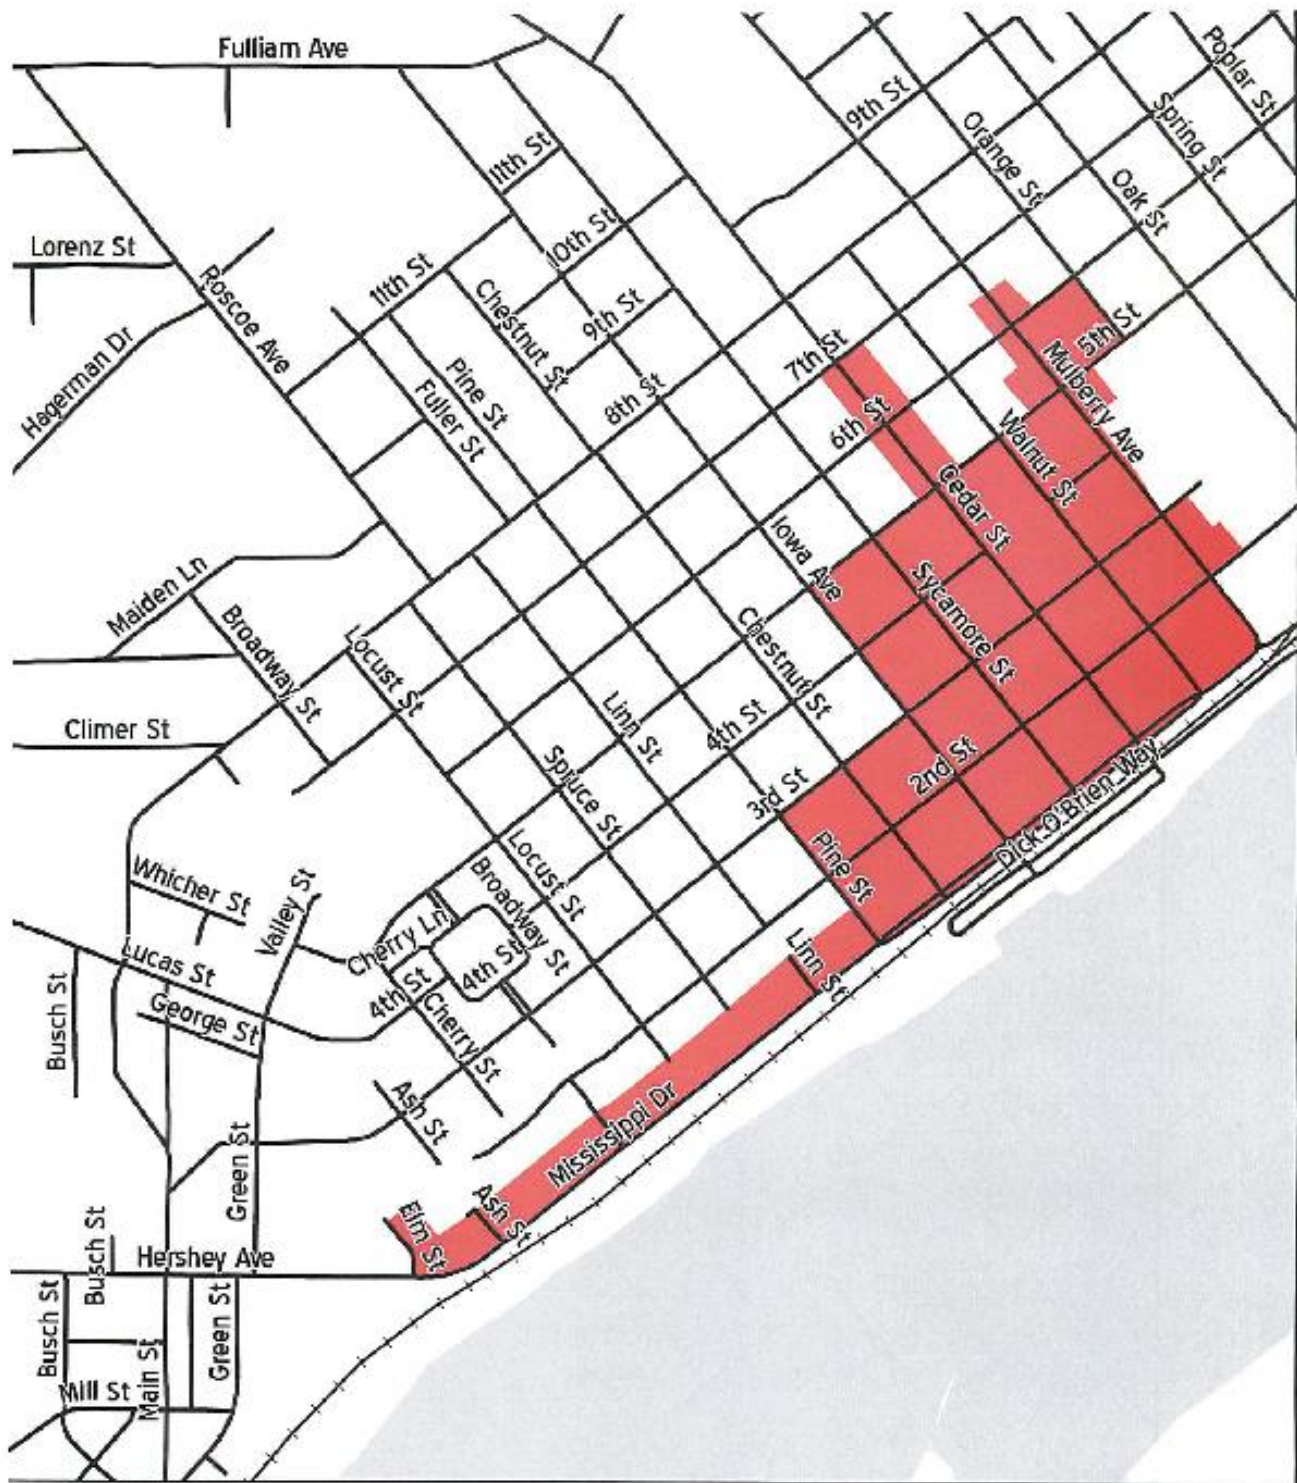 Fulliam Ave
Poplar St
Spring St
9th St
Orange St
Oak St
11th St
10th St
Lorenz St
Roscoe Ave
11th St
Chestnut St
9th St
Hagerman Dr
Pine St
Fuller St
8th St
7th St
6th St
5th St
Mulberry Ave
Walnut St
Cedar St
Iowa Ave
Sycamore St
Maiden Ln
Broadway St
Locust St
Chestnut St
Climer St
Linn St
4th St
Spruce St
3rd St
2nd St
Dick O'Brien Way
Pine St
Locust St
Broadway St
Whicher St
Valley St
Cherry Ln
4th St
4th St
Lucas St
George St
Busch St
Cherry St
Linn St
Ash St
Mississippi Dr
Green St
Elm St
Ash St
Hershey Ave
Busch St
Busch St
Green St
Main St
Mill St